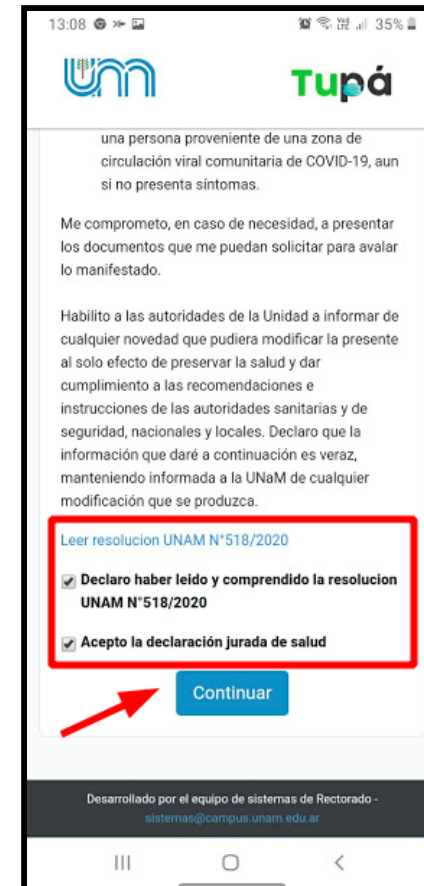 13:08 35%
UNM Tupá
una persona proveniente de una zona de
circulación viral comunitaria de COVID-19, aun
si no presenta síntomas.
Me comprometo, en caso de necesidad, a presentar
los documentos que me puedan solicitar para avalar
lo manifestado.
Habilito a las autoridades de la Unidad a informar de
cualquier novedad que pudiera modificar la presente
al solo efecto de preservar la salud y dar
cumplimiento a las recomendaciones e
instrucciones de las autoridades sanitarias y de
seguridad, nacionales y locales. Declaro que la
información que daré a continuación es veraz,
manteniendo informada a la UNaM de cualquier
modificación que se produzca.
Leer resolucion UNAM N°518/2020
Declaro haber leido y comprendido la resolucion
UNAM N°518/2020
Acepto la declaración jurada de salud
Continuar
Desarrollado por el equipo de sistemas de Rectorado -
sistemas@campus.unam.edu.ar